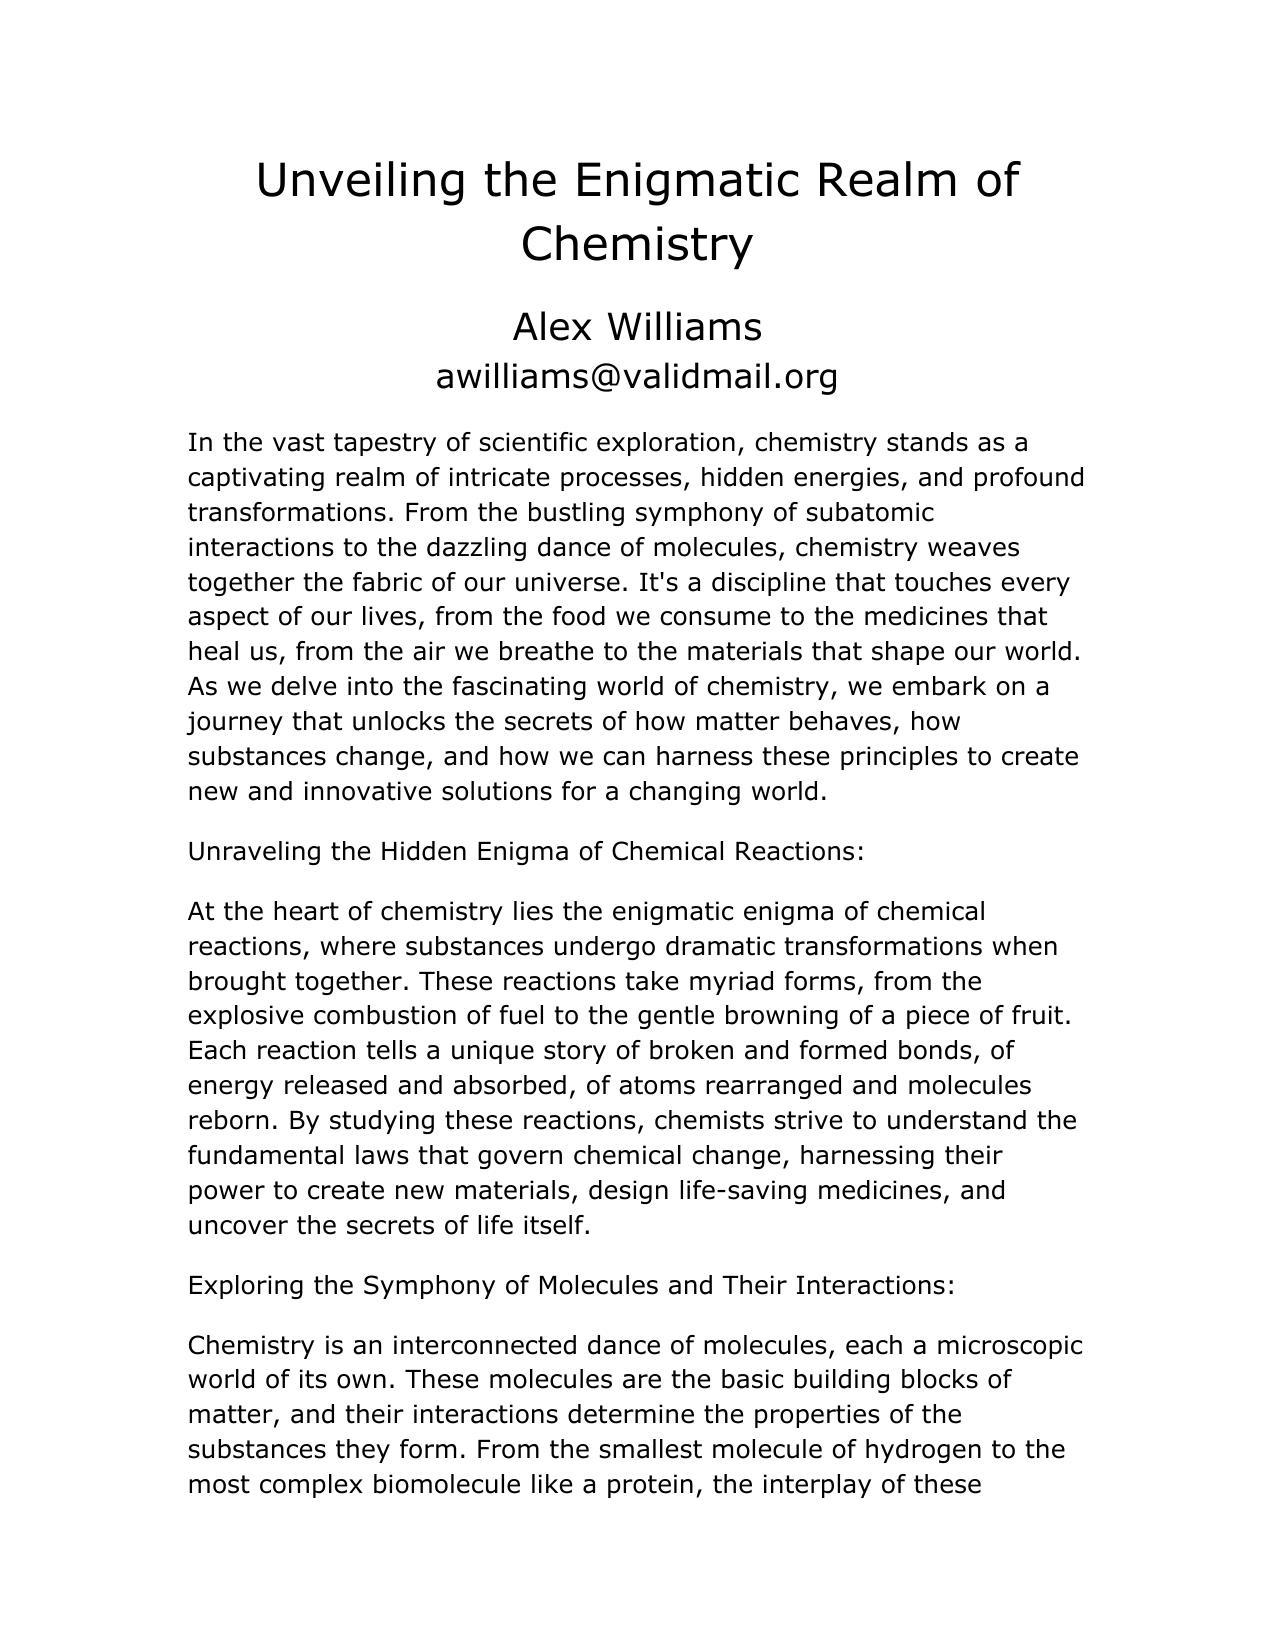 Unveiling the Enigmatic Realm of
Chemistry
Alex Williams
awilliams@validmail.org
In the vast tapestry of scientific exploration, chemistry stands as a
captivating realm of intricate processes, hidden energies, and profound
transformations. From the bustling symphony of subatomic
interactions to the dazzling dance of molecules, chemistry weaves
together the fabric of our universe. It's a discipline that touches every
aspect of our lives, from the food we consume to the medicines that
heal us, from the air we breathe to the materials that shape our world.
As we delve into the fascinating world of chemistry, we embark on a
journey that unlocks the secrets of how matter behaves, how
substances change, and how we can harness these principles to create
new and innovative solutions for a changing world.
Unraveling the Hidden Enigma of Chemical Reactions:
At the heart of chemistry lies the enigmatic enigma of chemical
reactions, where substances undergo dramatic transformations when
brought together. These reactions take myriad forms, from the
explosive combustion of fuel to the gentle browning of a piece of fruit.
Each reaction tells a unique story of broken and formed bonds, of
energy released and absorbed, of atoms rearranged and molecules
reborn. By studying these reactions, chemists strive to understand the
fundamental laws that govern chemical change, harnessing their
power to create new materials, design life-saving medicines, and
uncover the secrets of life itself.
Exploring the Symphony of Molecules and Their Interactions:
Chemistry is an interconnected dance of molecules, each a microscopic
world of its own. These molecules are the basic building blocks of
matter, and their interactions determine the properties of the
substances they form. From the smallest molecule of hydrogen to the
most complex biomolecule like a protein, the interplay of these